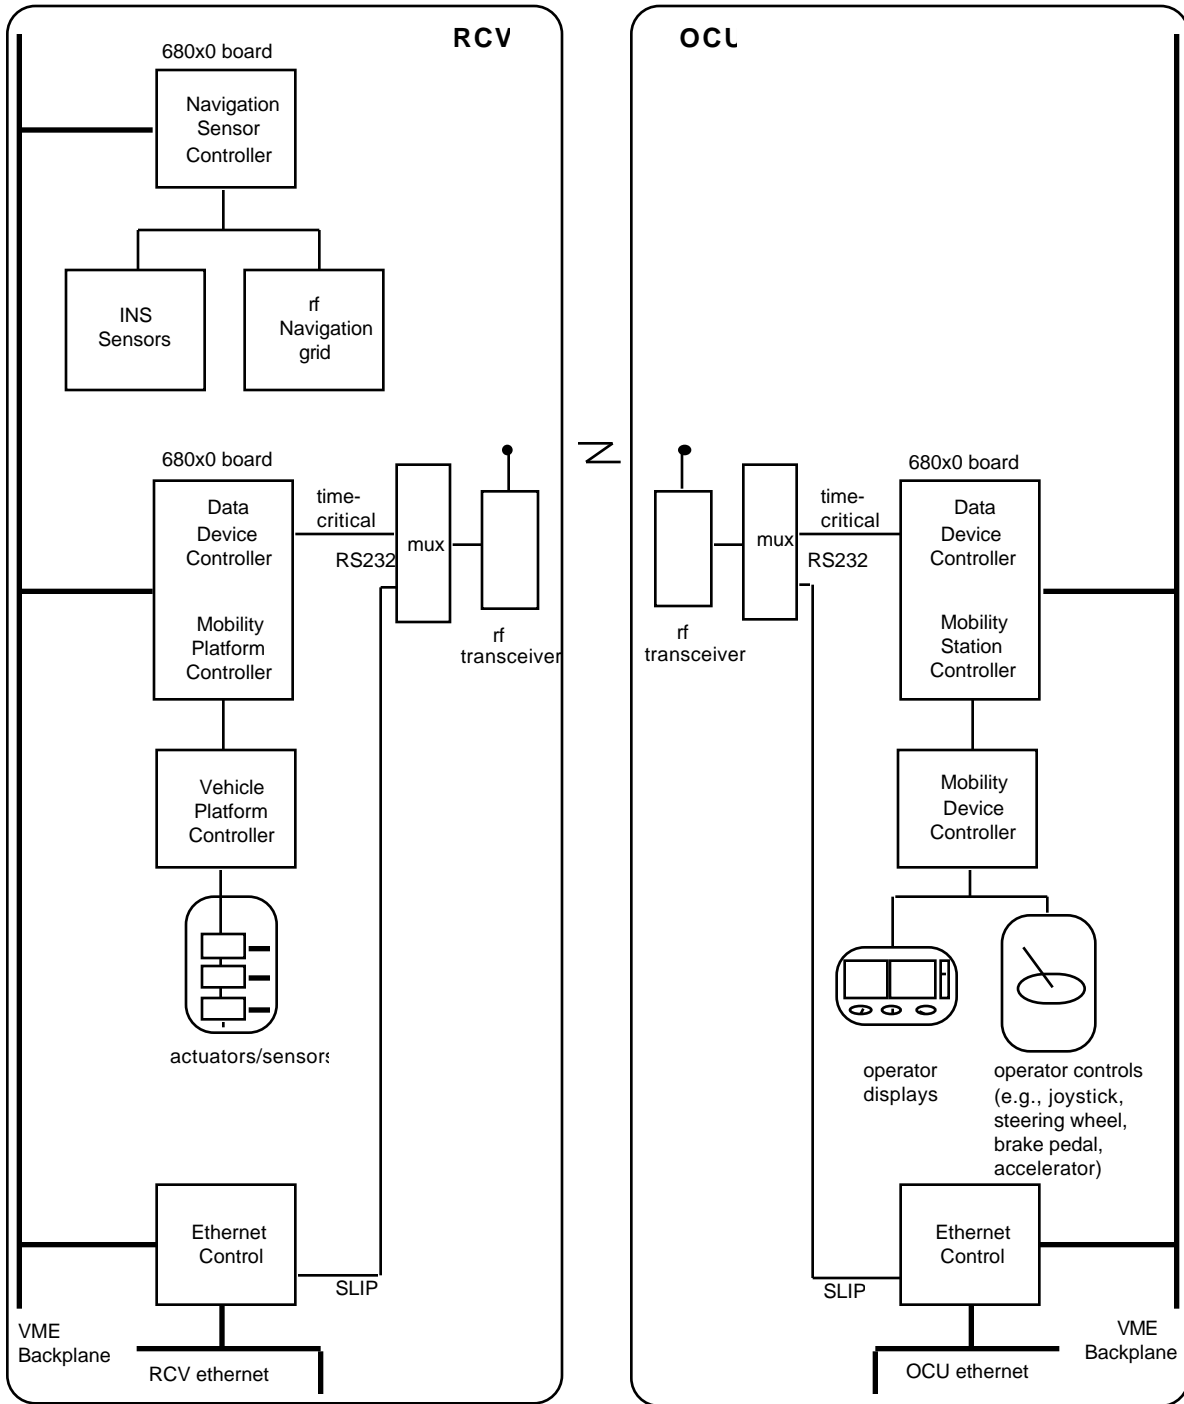 RCV
680x0 board
Navigation
Sensor
Controller
INS
Sensors
rf
Navigation
grid
680x0 board
Data
Device
Controller
Mobility
Platform
Controller
time-
critical
RS232
mux
rf
transceiver
Vehicle
Platform
Controller
actuators/sensors
Ethernet
Control
SLIP
VME
Backplane
RCV ethernet
OCU
rf
transceiver
mux
time-
critical
RS232
680x0 board
Data
Device
Controller
Mobility
Station
Controller
Mobility
Device
Controller
operator
displays
operator controls
(e.g., joystick,
steering wheel,
brake pedal,
accelerator)
Ethernet
Control
SLIP
VME
Backplane
OCU ethernet